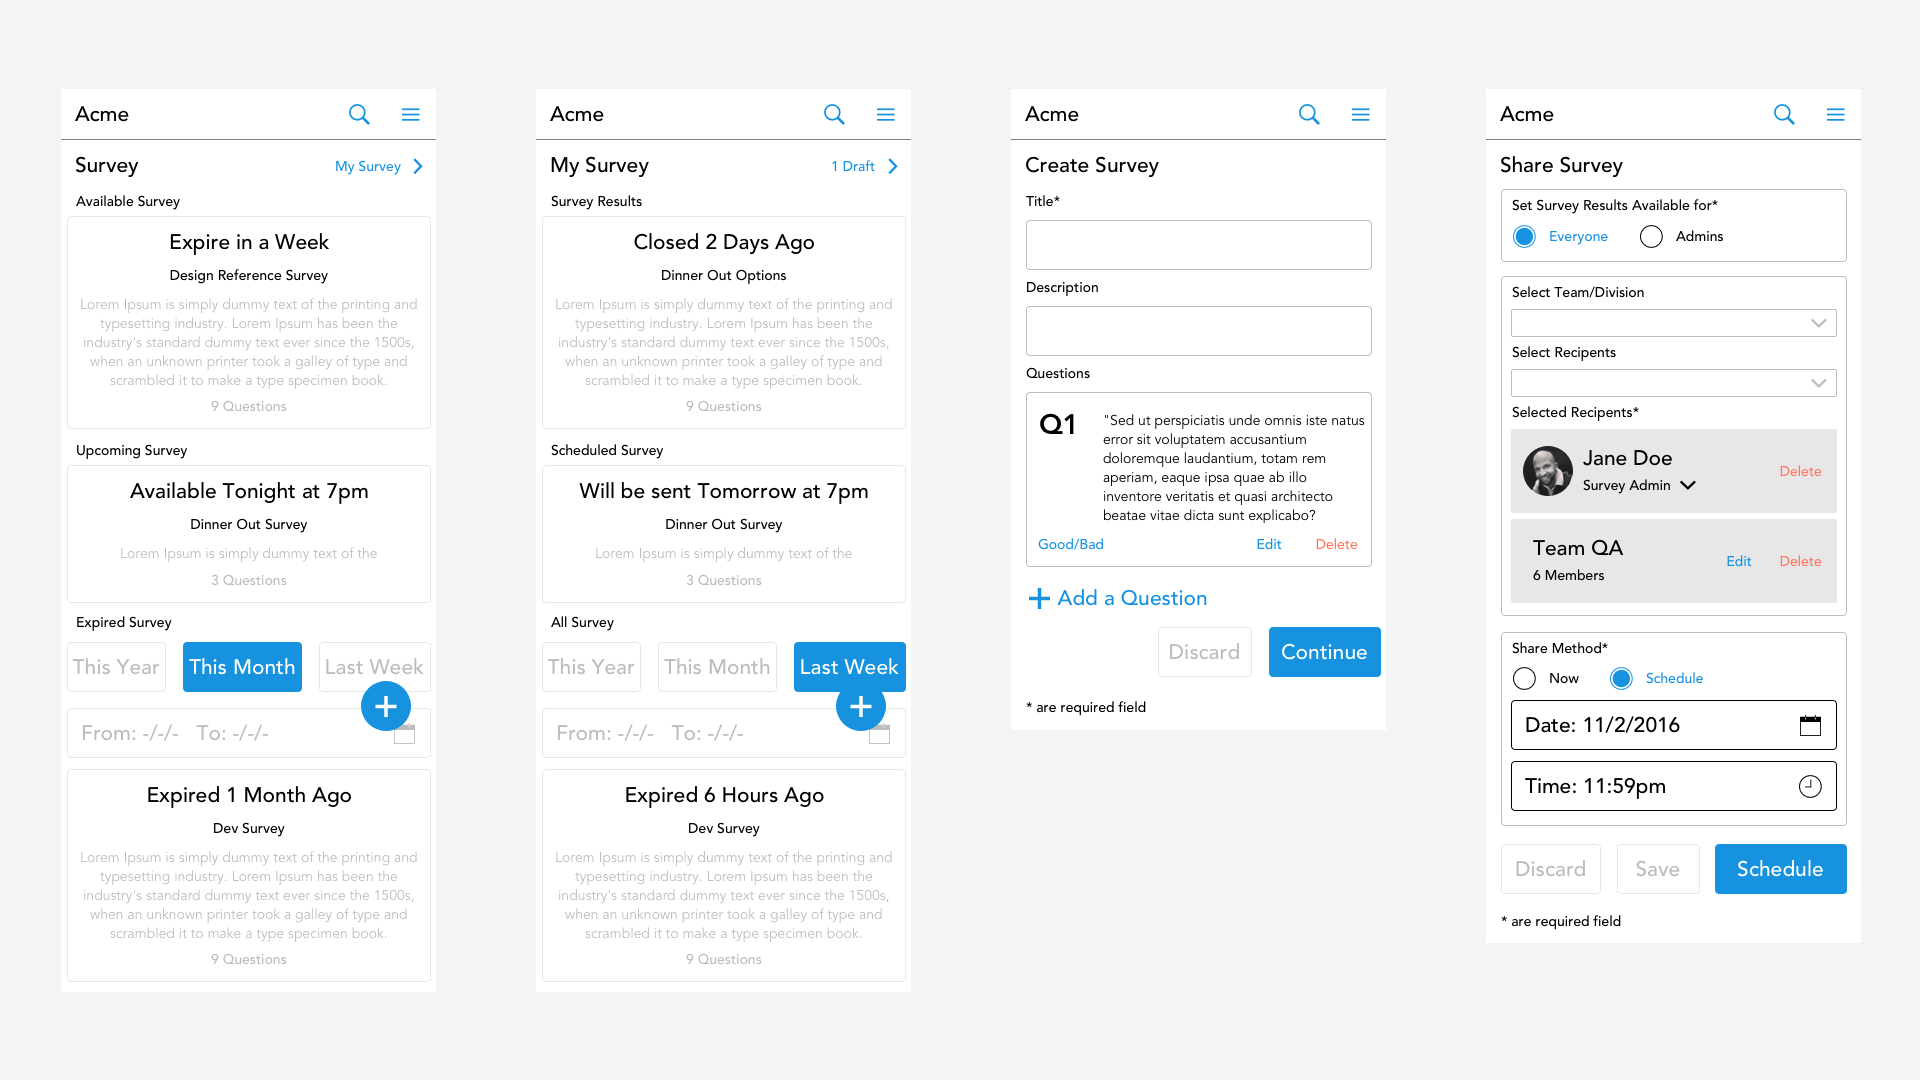 Acme
Survey
My Survey
Available Survey
Expire in a Week
Design Reference Survey
Lorem Ipsum is simply dummy text of the printing and
typesetting industry. Lorem Ipsum has been the
industry's standard dummy text ever since the 1500s,
when an unknown printer took a galley of type and
scrambled it to make a type specimen book.
9 Questions
Upcoming Survey
Available Tonight at 7pm
Dinner Out Survey
Lorem Ipsum is simply dummy text of the
3 Questions
Expired Survey
This Year
This Month
Last Week
From: -/-/- To: -/-/-
Expired 1 Month Ago
Dev Survey
Lorem Ipsum is simply dummy text of the printing and
typesetting industry. Lorem Ipsum has been the
industry's standard dummy text ever since the 1500s,
when an unknown printer took a galley of type and
scrambled it to make a type specimen book.
9 Questions
Acme
My Survey
1 Draft
Survey Results
Closed 2 Days Ago
Dinner Out Options
Lorem Ipsum is simply dummy text of the printing and
typesetting industry. Lorem Ipsum has been the
industry's standard dummy text ever since the 1500s,
when an unknown printer took a galley of type and
scrambled it to make a type specimen book.
9 Questions
Scheduled Survey
Will be sent Tomorrow at 7pm
Dinner Out Survey
Lorem Ipsum is simply dummy text of the
3 Questions
All Survey
This Year
This Month
Last Week
From: -/-/- To: -/-/-
Expired 6 Hours Ago
Dev Survey
Lorem Ipsum is simply dummy text of the printing and
typesetting industry. Lorem Ipsum has been the
industry's standard dummy text ever since the 1500s,
when an unknown printer took a galley of type and
scrambled it to make a type specimen book.
9 Questions
Acme
Create Survey
Title*
Description
Questions
Q1
"Sed ut perspiciatis unde omnis iste natus
error sit voluptatem accusantium
doloremque laudantium, totam rem
aperiam, eaque ipsa quae ab illo
inventore veritatis et quasi architecto
beatae vitae dicta sunt explicabo?
Good/Bad
Edit
Delete
Add a Question
Discard
Continue
* are required field
Acme
Share Survey
Set Survey Results Available for*
Everyone
Admins
Select Team/Division
Select Recipents
Selected Recipents*
Jane Doe
Survey Admin
Delete
Team QA
6 Members
Edit
Delete
Share Method*
Now
Schedule
Date: 11/2/2016
Time: 11:59pm
Discard
Save
Schedule
* are required field